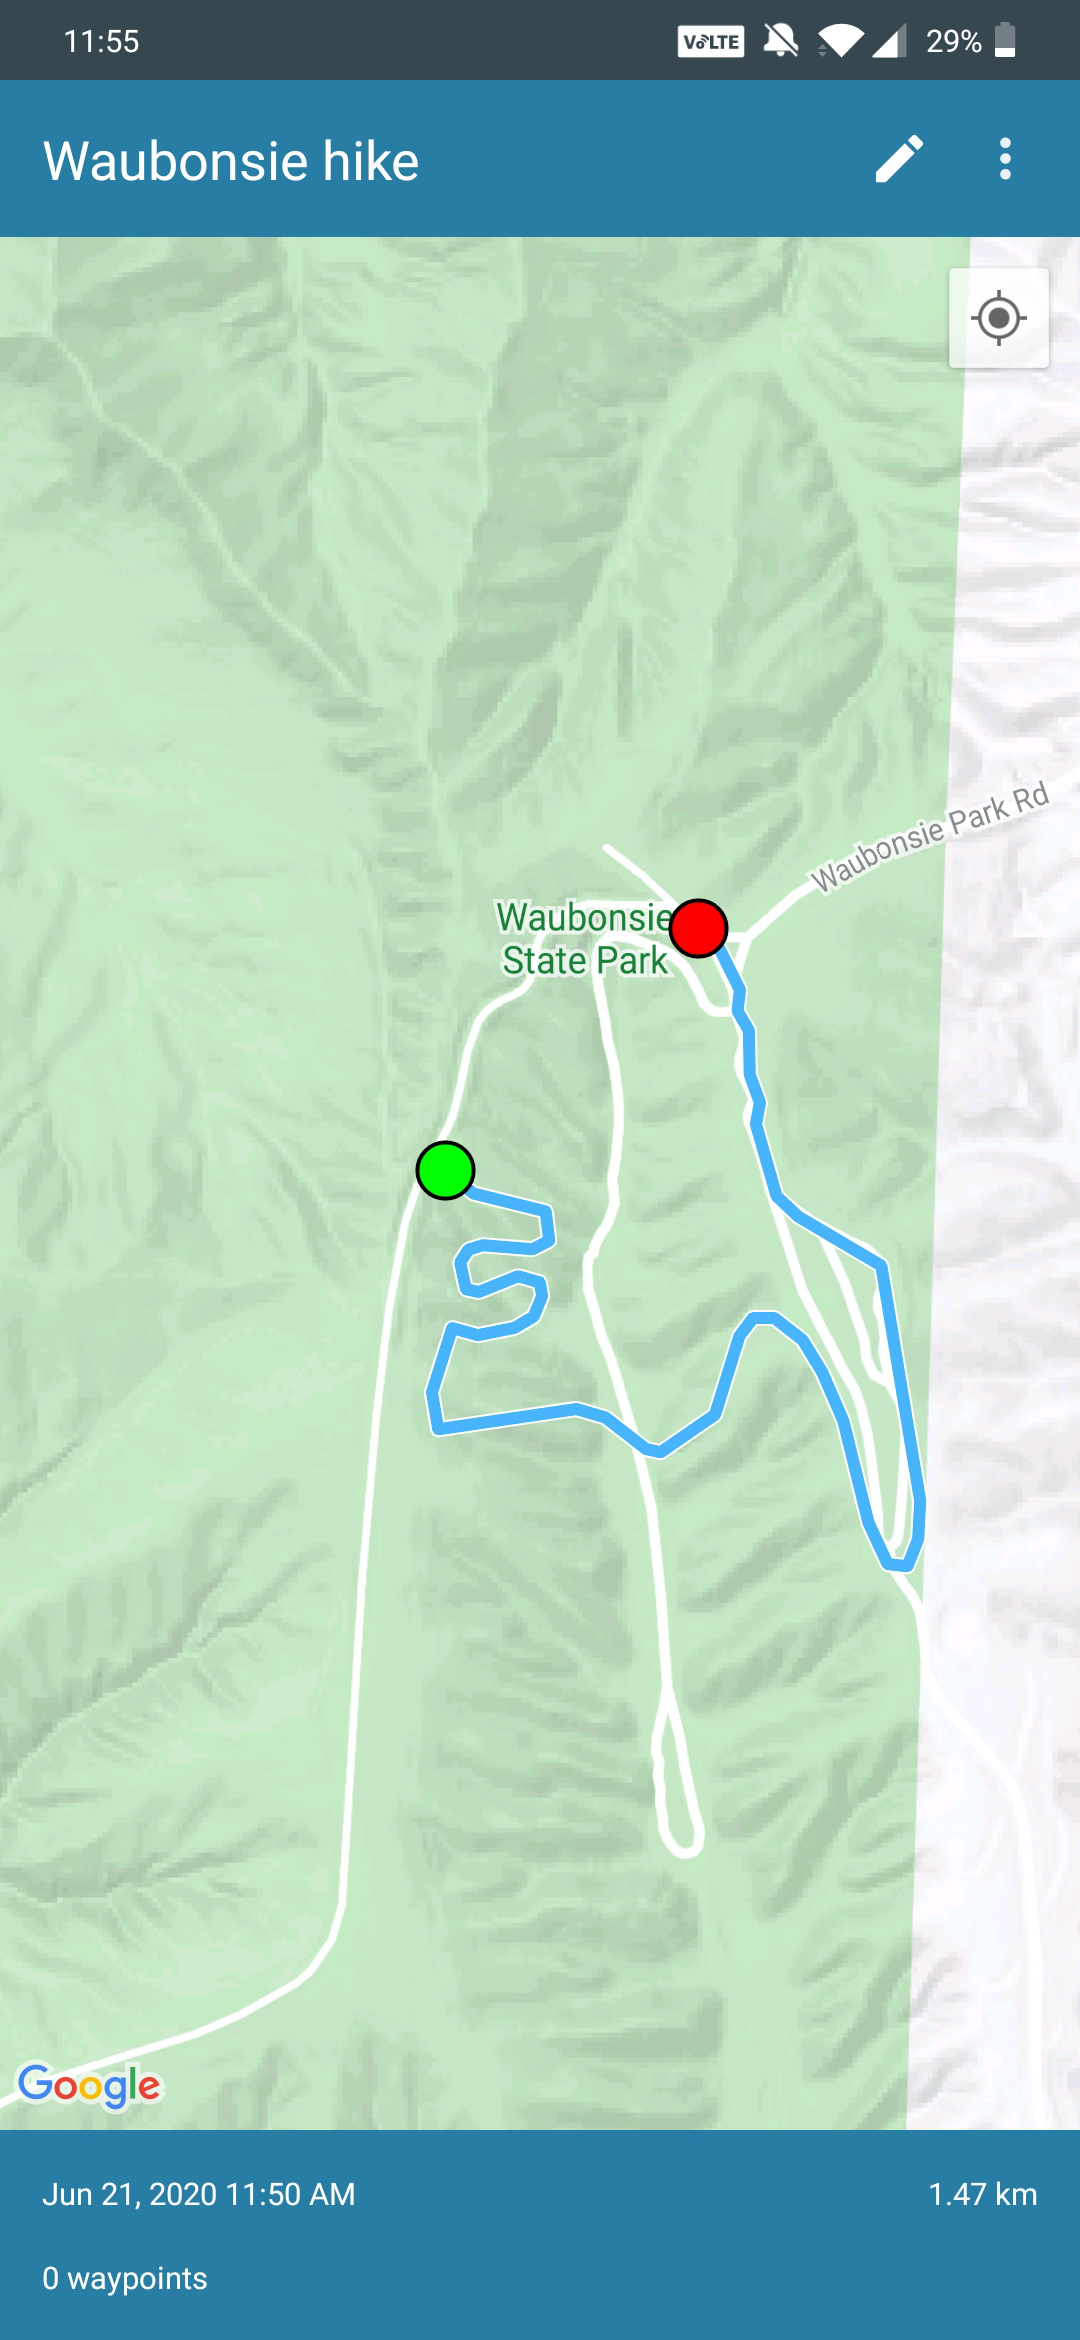 11:55
VoLTE
29%
Waubonsie hike
Waubonsie Park Rd
Waubonsie
State Park
Google
Jun 21, 2020 11:50 AM
1.47 km
0 waypoints